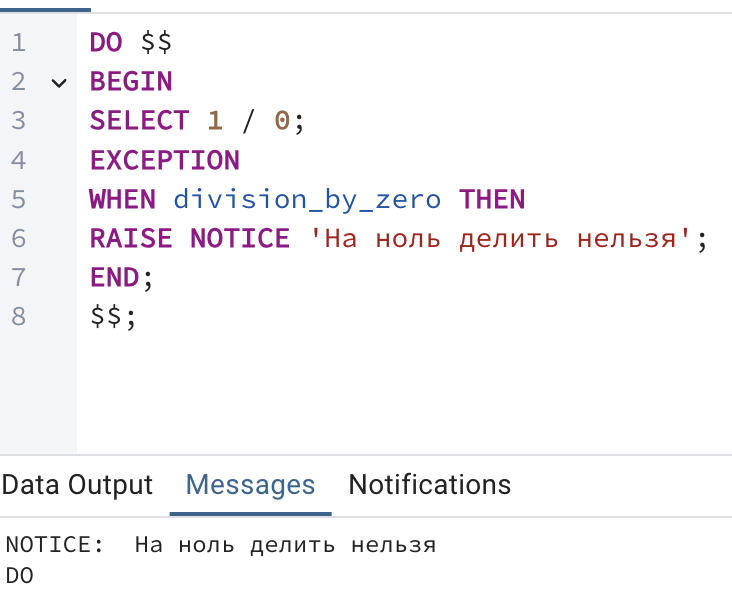 1 DO $$
2 BEGIN
3 SELECT 1 / 0;
4 EXCEPTION
5 WHEN division_by_zero THEN
6 RAISE NOTICE 'На ноль делить нельзя';
7 END;
8 $$;
Data Output Messages Notifications
NOTICE:  На ноль делить нельзя
DO